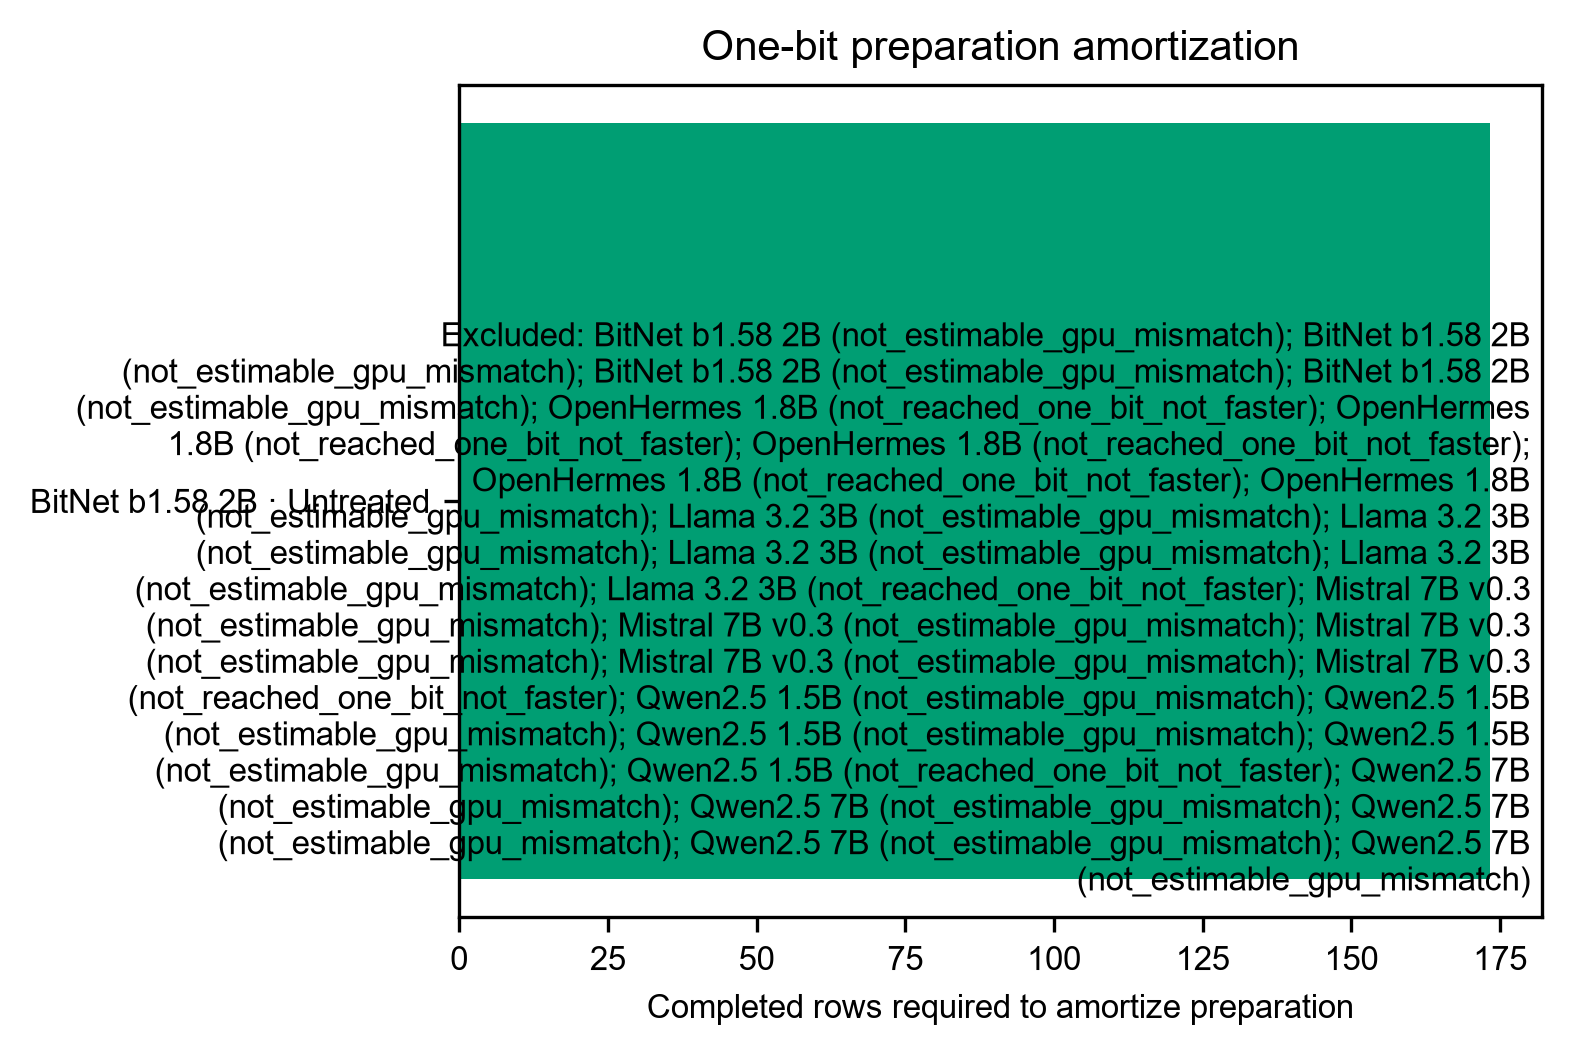 One-bit preparation amortization
Excluded: BitNet b1.58 2B (not_estimable_gpu_mismatch); BitNet b1.58 2B
(not_estimable_gpu_mismatch); BitNet b1.58 2B (not_estimable_gpu_mismatch); BitNet b1.58 2B
(not_estimable_gpu_mismatch); OpenHermes 1.8B (not_reached_one_bit_not_faster); OpenHermes
1.8B (not_reached_one_bit_not_faster); OpenHermes 1.8B (not_reached_one_bit_not_faster);
OpenHermes 1.8B (not_reached_one_bit_not_faster); OpenHermes 1.8B
BitNet b1.58 2B · Untreated
(not_estimable_gpu_mismatch); Llama 3.2 3B (not_estimable_gpu_mismatch); Llama 3.2 3B
(not_estimable_gpu_mismatch); Llama 3.2 3B (not_estimable_gpu_mismatch); Llama 3.2 3B
(not_estimable_gpu_mismatch); Llama 3.2 3B (not_reached_one_bit_not_faster); Mistral 7B v0.3
(not_estimable_gpu_mismatch); Mistral 7B v0.3 (not_estimable_gpu_mismatch); Mistral 7B v0.3
(not_estimable_gpu_mismatch); Mistral 7B v0.3 (not_estimable_gpu_mismatch); Mistral 7B v0.3
(not_reached_one_bit_not_faster); Qwen2.5 1.5B (not_estimable_gpu_mismatch); Qwen2.5 1.5B
(not_estimable_gpu_mismatch); Qwen2.5 1.5B (not_estimable_gpu_mismatch); Qwen2.5 1.5B
(not_estimable_gpu_mismatch); Qwen2.5 1.5B (not_reached_one_bit_not_faster); Qwen2.5 7B
(not_estimable_gpu_mismatch); Qwen2.5 7B (not_estimable_gpu_mismatch); Qwen2.5 7B
(not_estimable_gpu_mismatch); Qwen2.5 7B (not_estimable_gpu_mismatch); Qwen2.5 7B
(not_estimable_gpu_mismatch)
0 25 50 75 100 125 150 175
Completed rows required to amortize preparation